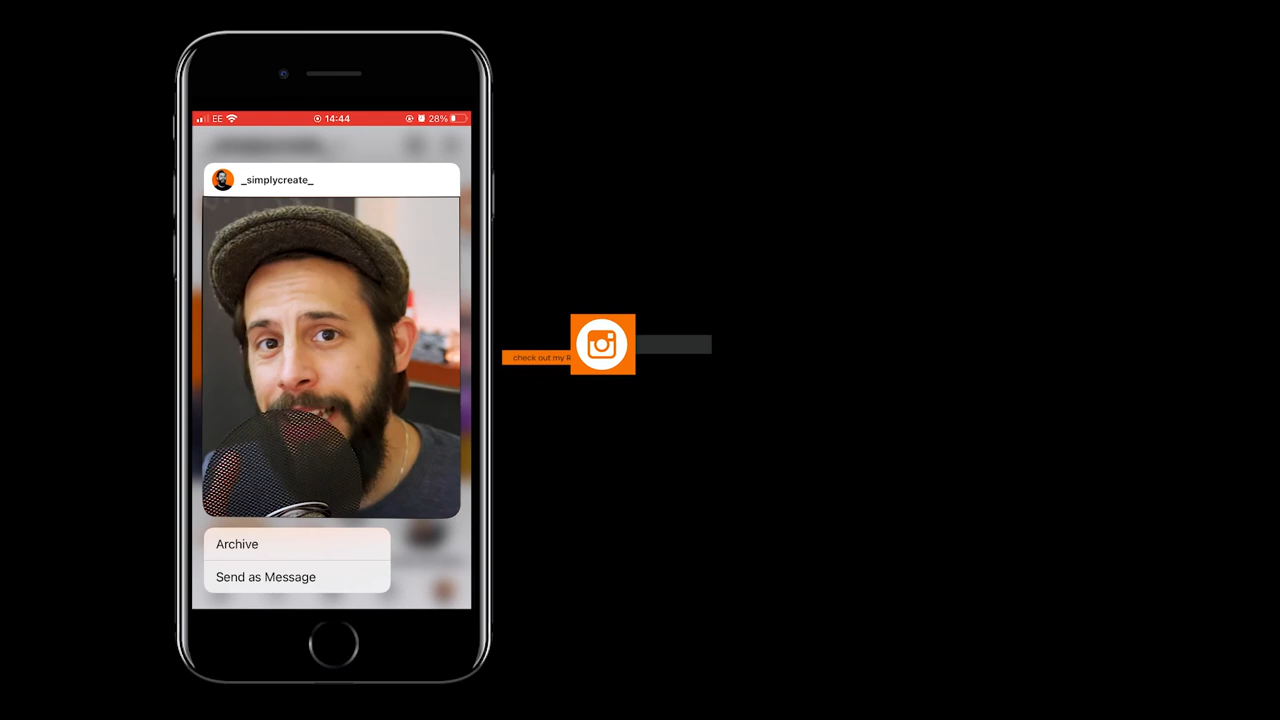 EE 14:44 28%
_simplycreate_
check out my R
Archive
Send as Message